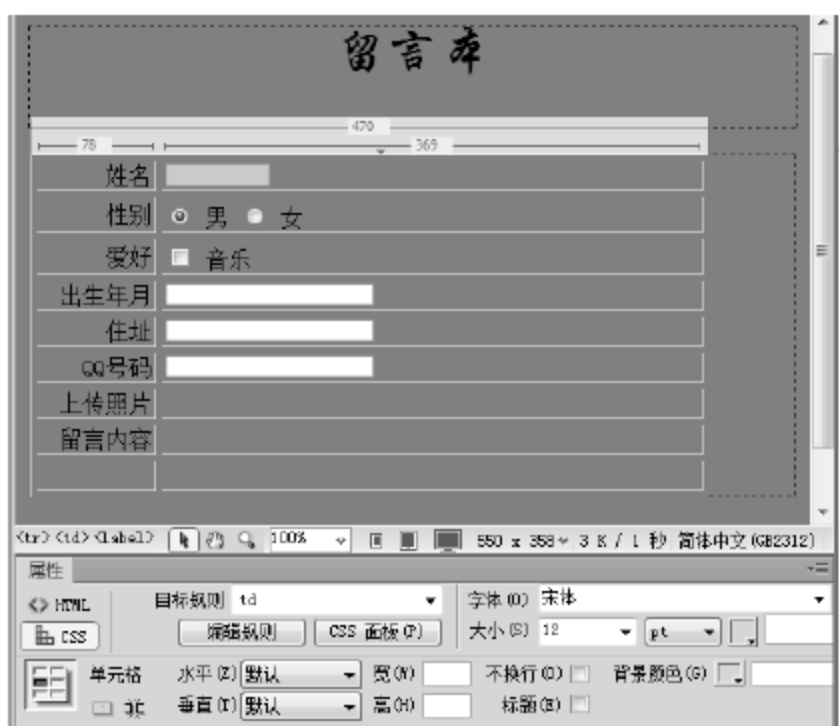 留言本
470
78 369
姓名
性别 男 女
爱好 音乐
出生年月
住址
QQ号码
上传照片
留言内容
<tr> <td> <label> 100% 550 x 358 3 K / 1 秒 简体中文(GB2312)
属性
<> HTML 目标规则 td 字体(O) 宋体
CSS 编辑规则 CSS 面板(P) 大小(S) 12 pt
单元格 水平(Z) 默认 宽(W) 不换行(O) 背景颜色(G)
垂直(T) 默认 高(H) 标题(E)